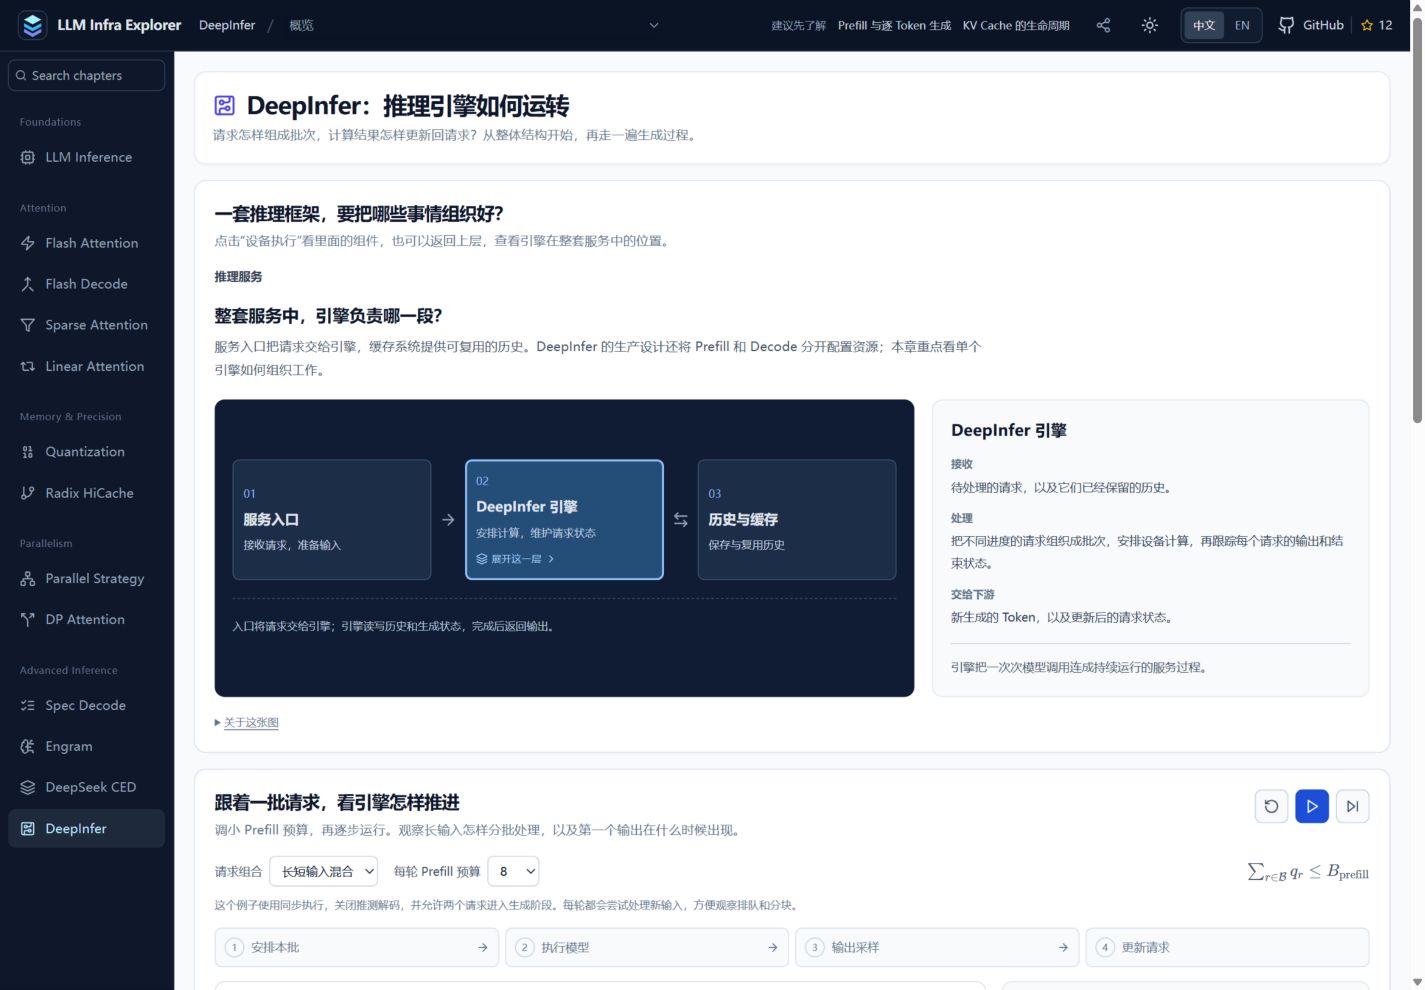 LLM Infra Explorer
DeepInfer / 概览
建议先了解 Prefill 与逐 Token 生成 KV Cache 的生命周期
中文 EN
GitHub
12
Search chapters
Foundations
LLM Inference
Attention
Flash Attention
Flash Decode
Sparse Attention
Linear Attention
Memory & Precision
Quantization
Radix HiCache
Parallelism
Parallel Strategy
DP Attention
Advanced Inference
Spec Decode
Engram
DeepSeek CED
DeepInfer
DeepInfer：推理引擎如何运转
请求怎样组成批次，计算结果怎样更新回请求？从整体结构开始，再走一遍生成过程。
一套推理框架，要把哪些事情组织好？
点击“设备执行”看里面的组件，也可以返回上层，查看引擎在整套服务中的位置。
推理服务
整套服务中，引擎负责哪一段？
服务入口把请求交给引擎，缓存系统提供可复用的历史。DeepInfer 的生产设计还将 Prefill 和 Decode 分开配置资源；本章重点看单个
引擎如何组织工作。
01
服务入口
接收请求，准备输入
02
DeepInfer 引擎
安排计算，维护请求状态
展开这一层
03
历史与缓存
保存与复用历史
入口将请求交给引擎；引擎读写历史和生成状态，完成后返回输出。
DeepInfer 引擎
接收
待处理的请求，以及它们已经保留的历史。
处理
把不同进度的请求组织成批次，安排设备计算，再跟踪每个请求的输出和结
束状态。
交给下游
新生成的 Token，以及更新后的请求状态。
引擎把一次次模型调用连成持续运行的服务过程。
关于这张图
跟着一批请求，看引擎怎样推进
调小 Prefill 预算，再逐步运行。观察长输入怎样分批处理，以及第一个输出在什么时候出现。
请求组合 长短输入混合 每轮 Prefill 预算 8
∑r∈B qr ≤ Bprefill
这个例子使用同步执行，关闭推测解码，并允许两个请求进入生成阶段。每轮都会尝试处理新输入，方便观察排队和分块。
1 安排本批
2 执行模型
3 输出采样
4 更新请求